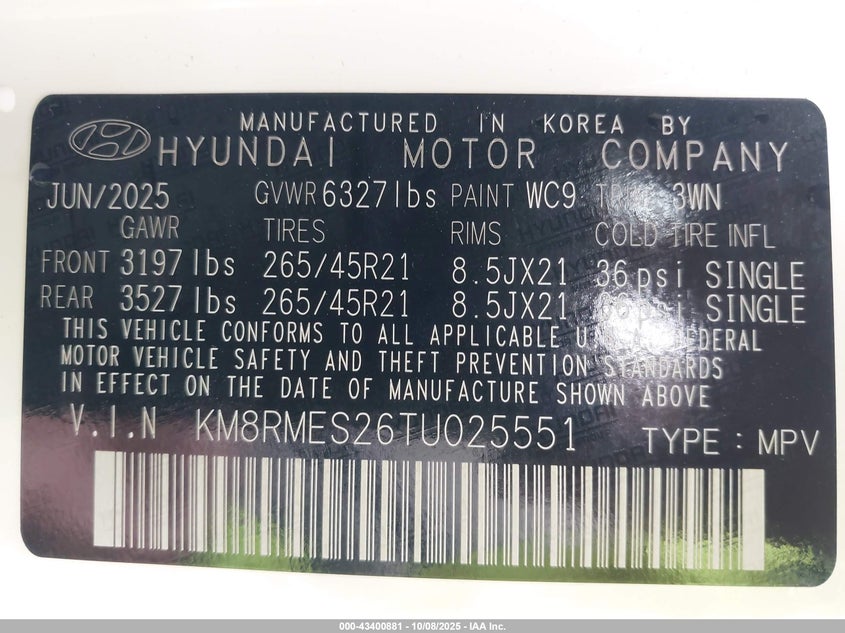 MANUFACTURED IN KOREA BY
HYUNDAI MOTOR COMPANY
JUN/2025 GVWR 6327lbs PAINT WC9 3WN
GAWR TIRES RIMS COLD TIRE INFL
FRONT 3197lbs 265/45R21 8.5JX21 36psi SINGLE
REAR 3527lbs 265/45R21 8.5JX21 SINGLE
THIS VEHICLE CONFORMS TO ALL APPLICABLE FEDERAL
MOTOR VEHICLE SAFETY AND THEFT PREVENTION STANDARDS
IN EFFECT ON THE DATE OF MANUFACTURE SHOWN ABOVE
V.I.N KM8RMES26TU025551 TYPE : MPV
000-43400881 - 10/08/2025 - IAA Inc.